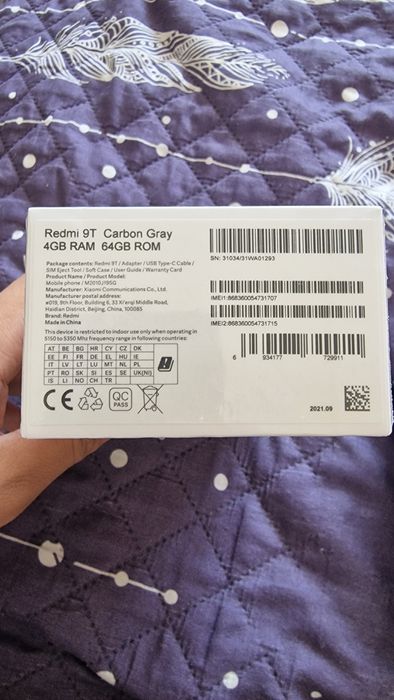 Redmi 9T Carbon Gray
4GB RAM 64GB ROM
Package contents: Redmi 9T / Adapter / USB Type-C Cable /
SIM Eject Tool / Soft Case / User Guide / Warranty Card
Product Name / Product Model:
Mobile phone / M2010J19SG
Manufacturer: Xiaomi Communications Co., Ltd.
Manufacturer postal address:
#019, 9th Floor, Building 6, 33 Xi'erqi Middle Road,
Haidian District, Beijing, China, 100085
Brand: Redmi
Made in China
This device is restricted to indoor use only when operating in
5150 to 5350 Mhz frequency range in following countries:
AT BE BG HR CY CZ DK
EE FI FR DE EL HU IE
IT LV LT LU MT NL PL
PT RO SK SI ES SE UK(NI)
IS LI NO CH TR
CE
QC
PASS
SN: 31034/31WA01293
IMEI1:868360054731707
IMEI2:868360054731715
6 934177 729911
2021.09